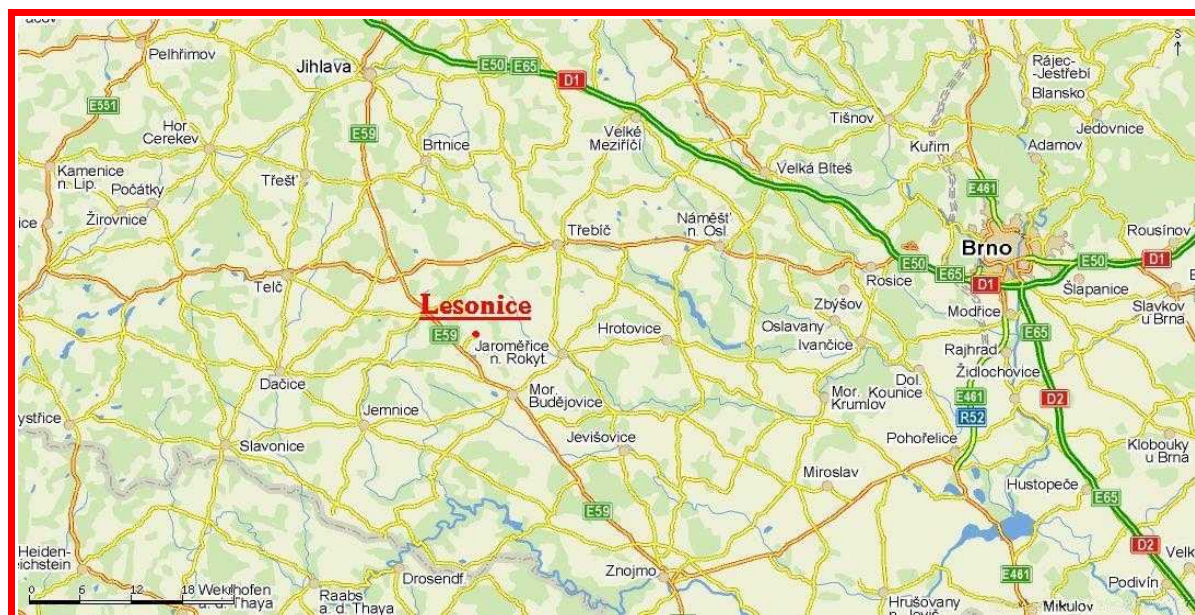 Pelhřimov
Jihlava
E50
E65
D1
Rájec-
-Jestřebí
Blansko
E551
E59
Velké
Meziříčí
Tišnov
Jedovnice
Hor.
Cerekev
Brtnice
Kuřim
Adamov
Kamenice
n. Lip.
Počátky
Třešť
Velká Bíteš
E461
Žirovnice
Třebíč
Náměšť
n. Osl.
Brno
Rousínov
E50
E65
E50
D1
Telč
Rosice
D1
Šlapanice
Lesonice
Zbýšov
Modřice
Slavkov
u Brna
E59
Jaroměřice
n. Rokyt.
Hrotovice
Oslavany
Ivančice
E65
Rajhrad
Židlochovice
Dačice
Mor.
Budějovice
Dol.
Kounice
Mor.
Krumlov
E461
D2
R52
Jemnice
Slavonice
Jevišovice
Pohořelice
Klobouky
u Brna
Miroslav
Hustopeče
E65
E59
D2
Heiden-
Drosendf.
Znojmo
E461
Podivín
0 6 12 18
a. d. Thaya
Raabs
a. d. Thaya
Hrušovany
Mikulov